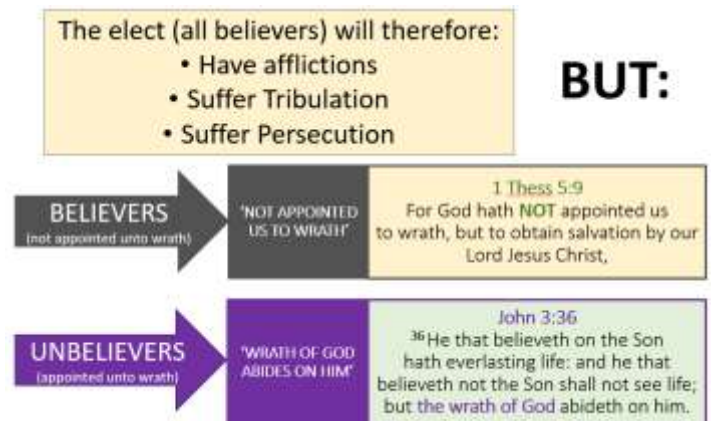 The elect (all believers) will therefore:
• Have afflictions
• Suffer Tribulation
• Suffer Persecution
BUT:
BELIEVERS
(not appointed unto wrath)
'NOT APPOINTED
US TO WRATH'
1 Thess 5:9
For God hath NOT appointed us
to wrath, but to obtain salvation by our
Lord Jesus Christ,
UNBELIEVERS
(appointed unto wrath)
'WRATH OF GOD
ABIDES ON HIM'
John 3:36
36 He that believeth on the Son
hath everlasting life: and he that
believeth not the Son shall not see life;
but the wrath of God abideth on him.